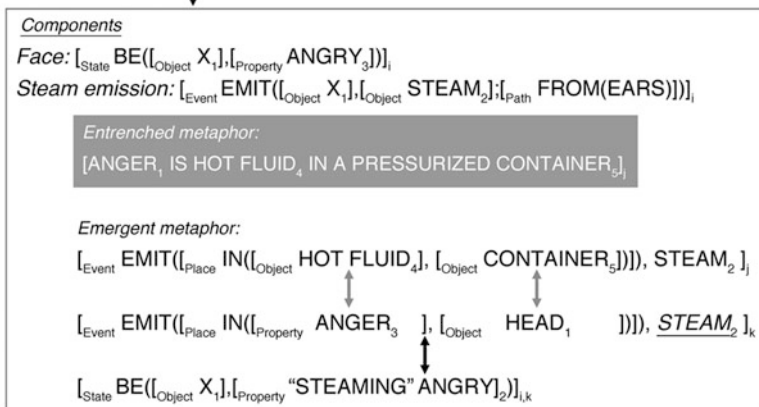 Components
Face: [State BE([Object X1],[Property ANGRY3])]i
Steam emission: [Event EMIT([Object X1],[Object STEAM2];[Path FROM(EARS)])]i
Entrenched metaphor:
[ANGER1 IS HOT FLUID4 IN A PRESSURIZED CONTAINER5]j
Emergent metaphor:
[Event EMIT([Place IN([Object HOT FLUID4], [Object CONTAINER5])]), STEAM2 ]j
[Event EMIT([Place IN([Property ANGER3 ], [Object HEAD1 ])]), STEAM2 ]k
[State BE([Object X1],[Property “STEAMING” ANGRY]2)]i,k